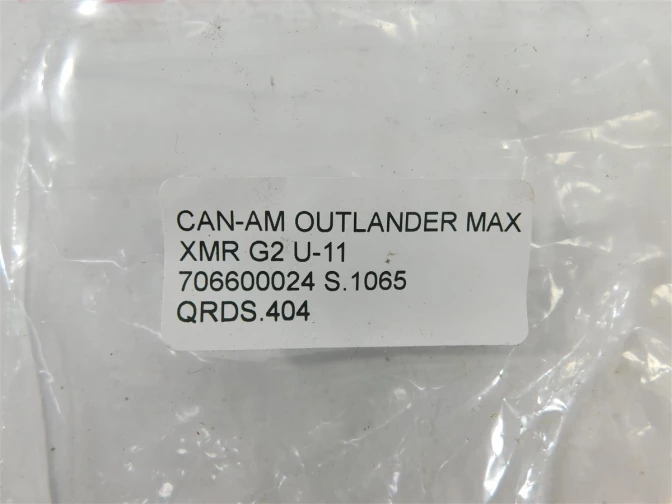 CAN-AM OUTLANDER MAX
XMR G2 U-11
706600024 S.1065
QRDS.404